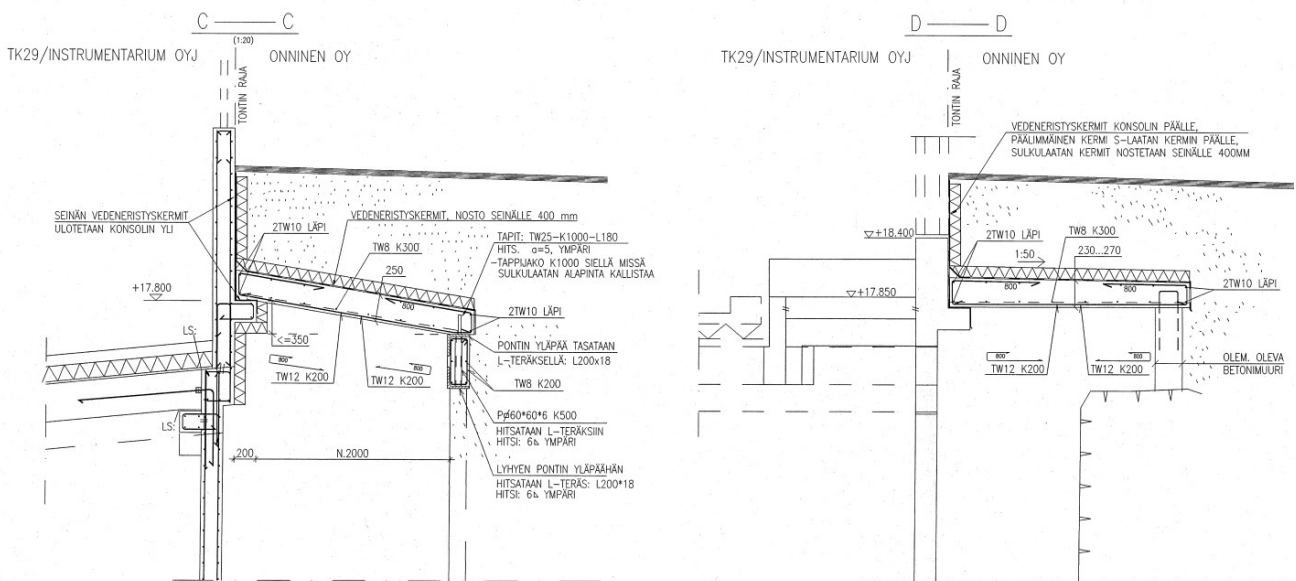 C — C
(1:20)
TK29/INSTRUMENTARIUM OYJ
ONNINEN OY
TONTIN RAJA
SEINÄN VEDENERISTYSKERMIT
ULOTETAAN KONSOLIN YLI
VEDENERISTYSKERMIT, NOSTO SEINÄLLE 400 mm
2TW10 LÄPI
TW8 K300
250
TAPIT: TW25-K1000-L180
HITS. a=5, YMPÄRI
-TAPPIJAKO K1000 SIELLÄ MISSÄ
SULKULAATAN ALAPINTA KALLISTAA
800
800
+17.800
2TW10 LÄPI
LS:
<=350
PONTIN YLÄPÄÄ TASATAAN
L-TERÄKSELLÄ: L200x18
800
800
TW12 K200
TW12 K200
TW8 K200
PØ60*60*6 K500
HITSATAAN L-TERÄKSIIN
HITSI: 6 YMPÄRI
LS:
200
N.2000
LYHYEN PONTIN YLÄPÄÄHÄN
HITSATAAN L-TERÄS: L200*18
HITSI: 6 YMPÄRI
D — D
TK29/INSTRUMENTARIUM OYJ
ONNINEN OY
TONTIN RAJA
VEDENERISTYSKERMIT KONSOLIN PÄÄLLE,
PÄÄLIMMÄINEN KERMI S-LAATAN KERMIN PÄÄLLE,
SULKULAATAN KERMIT NOSTETAAN SEINÄLLE 400MM
+18.400
2TW10 LÄPI
TW8 K300
1:50
230...270
800
800
2TW10 LÄPI
+17.850
800
800
TW12 K200
TW12 K200
OLEM. OLEVA
BETONIMUURI